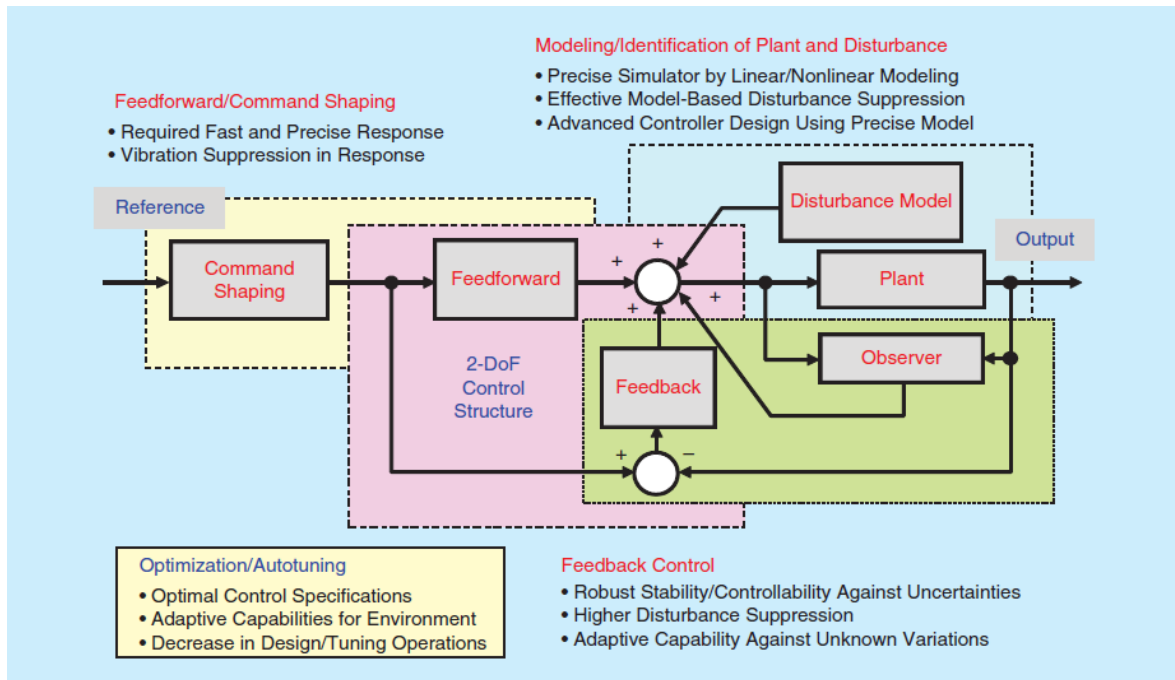 Modeling/Identification of Plant and Disturbance
• Precise Simulator by Linear/Nonlinear Modeling
• Effective Model-Based Disturbance Suppression
• Advanced Controller Design Using Precise Model
Feedforward/Command Shaping
• Required Fast and Precise Response
• Vibration Suppression in Response
Reference
Command
Shaping
Feedforward
Disturbance Model
Output
Plant
Observer
Feedback
2-DoF
Control
Structure
+
+
+
+
+
−
Optimization/Autotuning
• Optimal Control Specifications
• Adaptive Capabilities for Environment
• Decrease in Design/Tuning Operations
Feedback Control
• Robust Stability/Controllability Against Uncertainties
• Higher Disturbance Suppression
• Adaptive Capability Against Unknown Variations